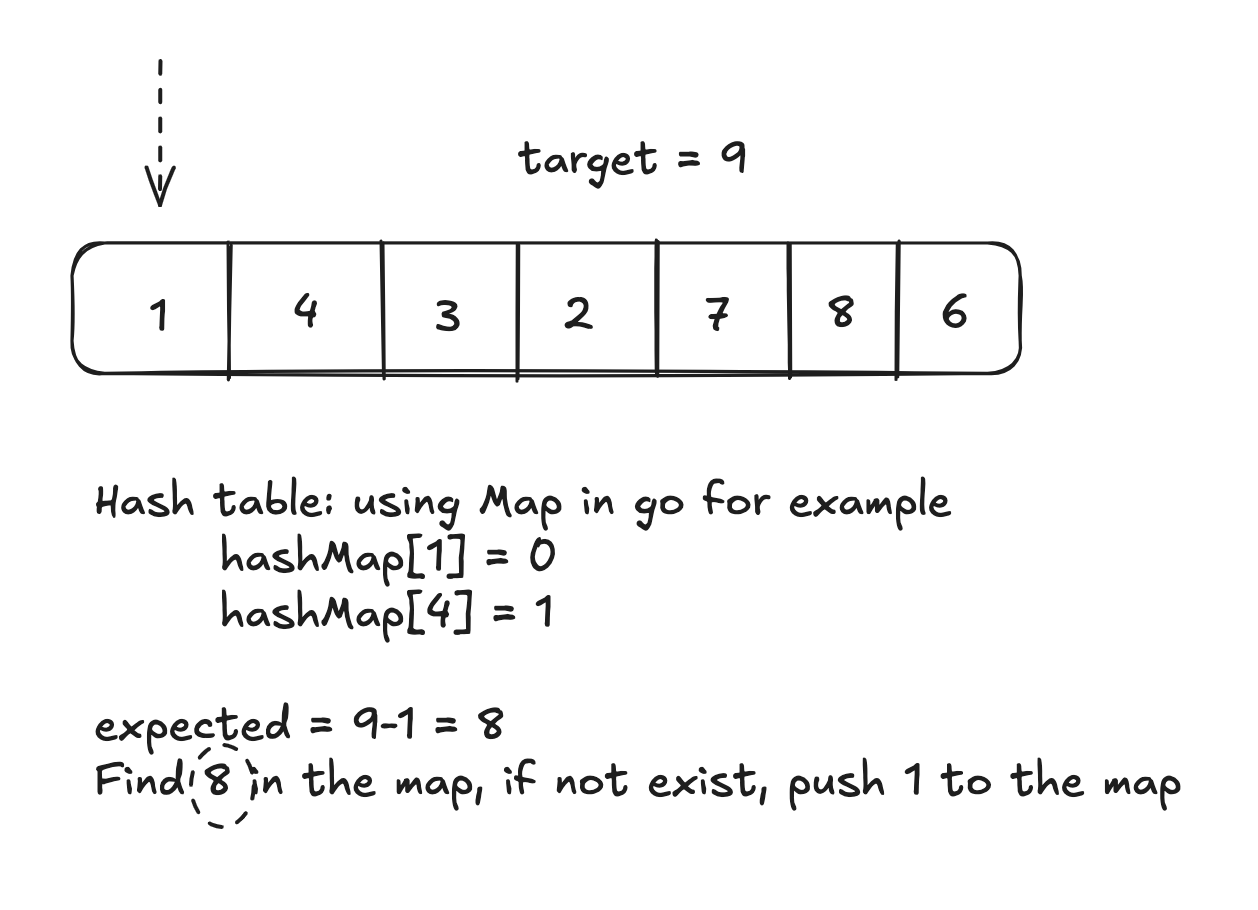 target = 9
1 4 3 2 7 8 6
Hash table: using Map in go for example
hashMap[1] = 0
hashMap[4] = 1
expected = 9-1 = 8
Find 8 in the map, if not exist, push 1 to the map